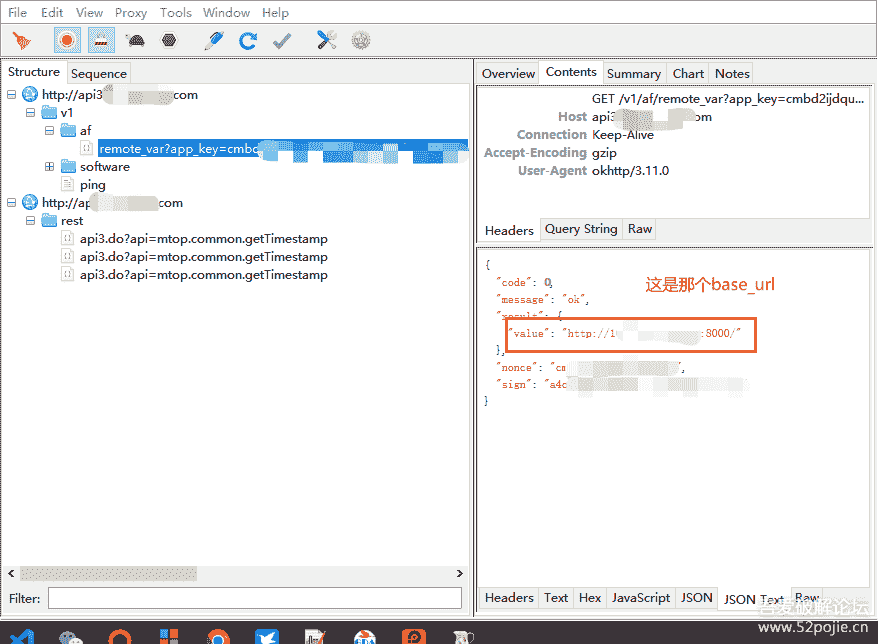 File Edit View Proxy Tools Window Help
Structure Sequence
http://api3 com
v1
af
remote_var?app_key=cmbd
software
ping
http://ap com
rest
api3.do?api=mtop.common.getTimestamp
api3.do?api=mtop.common.getTimestamp
api3.do?api=mtop.common.getTimestamp
Filter:
Overview Contents Summary Chart Notes
GET /v1/af/remote_var?app_key=cmbd2ijdqu...
Host api3 om
Connection Keep-Alive
Accept-Encoding gzip
User-Agent okhttp/3.11.0
Headers Query String Raw
{
"code": 0,
"message": "ok",
"result": {
"value": "http://1 :8000/"
},
"nonce": "cm ",
"sign": "a4c
}
这是那个base_url
Headers Text Hex JavaScript JSON JSON Text Raw
吾爱破解论坛
www.52pojie.cn